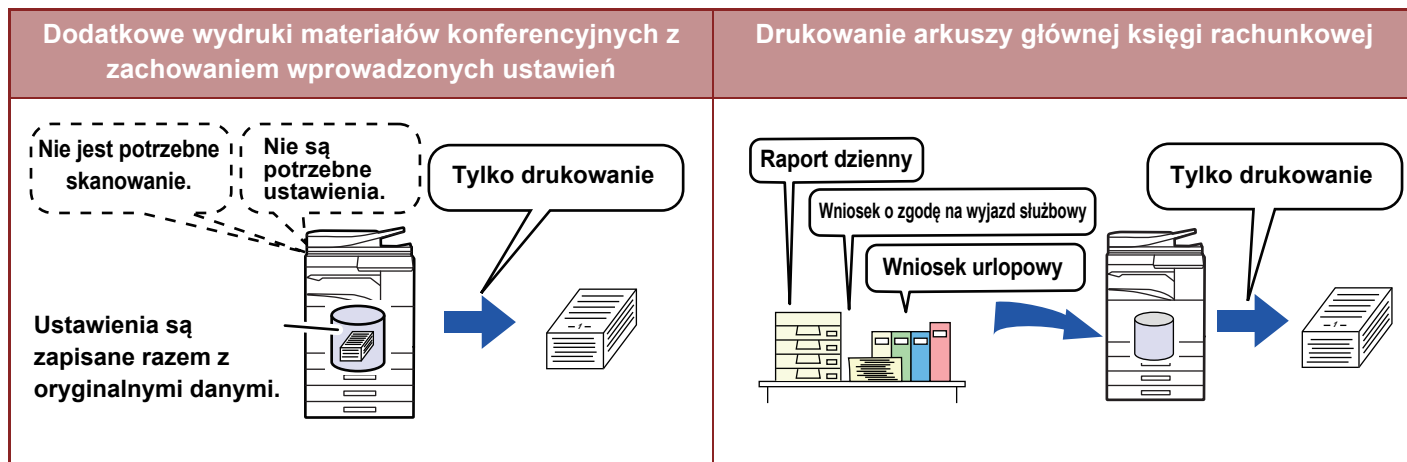 Dodatkowe wydruki materiałów konferencyjnych z
zachowaniem wprowadzonych ustawień
Nie jest potrzebne
skanowanie.
Nie są
potrzebne
ustawienia.
Tylko drukowanie
Ustawienia są
zapisane razem z
oryginalnymi danymi.
–1–
Drukowanie arkuszy głównej księgi rachunkowej
Raport dzienny
Wniosek o zgodę na wyjazd służbowy
Wniosek urlopowy
Tylko drukowanie
–1–